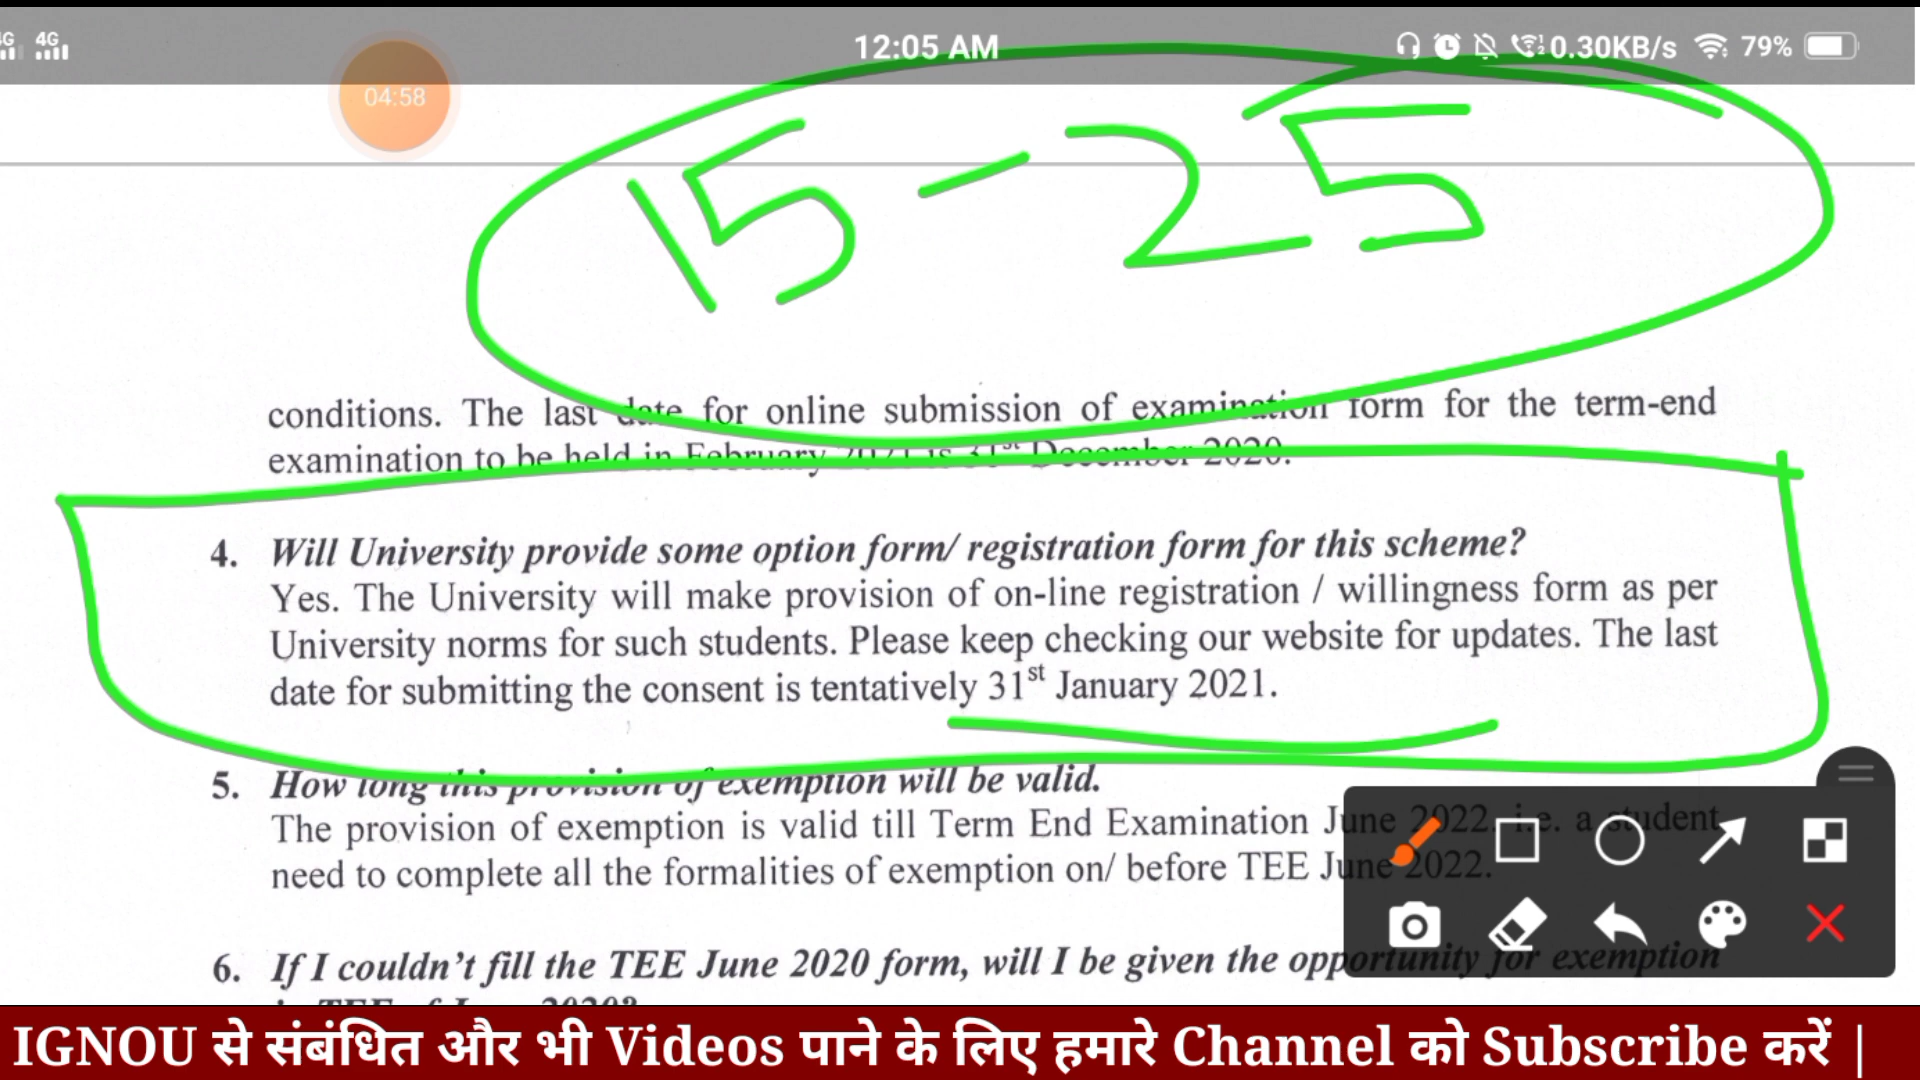 4G 12:05 AM 0.30KB/s 79%
04:58
15-25
conditions. The last date for online submission of examination form for the term-end
examination to be held in February 2021 is 31st December 2020.
4. Will University provide some option form/ registration form for this scheme?
Yes. The University will make provision of on-line registration / willingness form as per
University norms for such students. Please keep checking our website for updates. The last
date for submitting the consent is tentatively 31st January 2021.
5. How long this provision of exemption will be valid.
The provision of exemption is valid till Term End Examination June 2022. i.e. a student
need to complete all the formalities of exemption on/ before TEE June 2022.
6. If I couldn't fill the TEE June 2020 form, will I be given the opportunity for exemption
IGNOU से संबंधित और भी Videos पाने के लिए हमारे Channel को Subscribe करें |